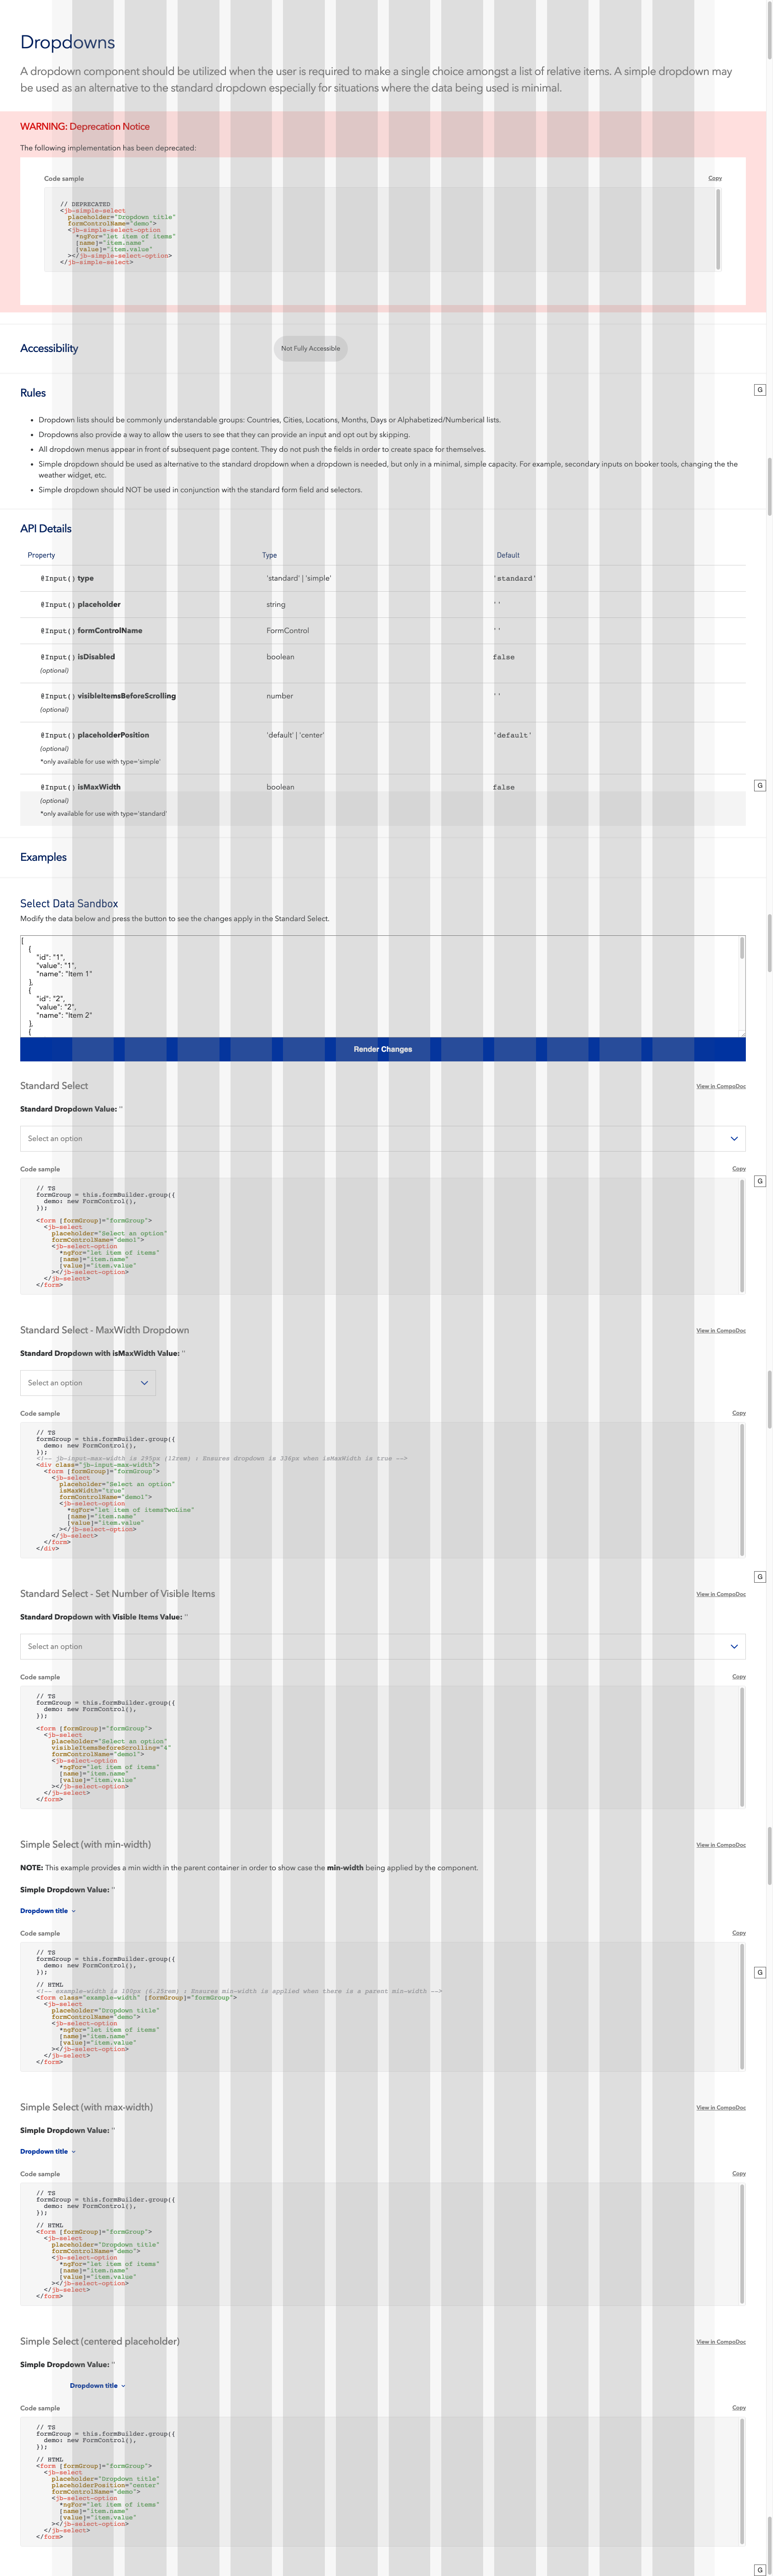 Dropdowns
A dropdown component should be utilized when the user is required to make a single choice amongst a list of relative items. A simple dropdown may
be used as an alternative to the standard dropdown especially for situations where the data being used is minimal.
WARNING: Deprecation Notice
The following implementation has been deprecated:
Code sample Copy
// DEPRECATED
<jb-simple-select
placeholder="Dropdown title"
formControlName="demo">
<jb-simple-select-option
*ngFor="let item of items"
[name]="item.name"
[value]="item.value"
></jb-simple-select-option>
</jb-simple-select>
Accessibility Not Fully Accessible
Rules
G
• Dropdown lists should be commonly understandable groups: Countries, Cities, Locations, Months, Days or Alphabetized/Numberical lists.
• Dropdowns also provide a way to allow the users to see that they can provide an input and opt out by skipping.
• All dropdown menus appear in front of subsequent page content. They do not push the fields in order to create space for themselves.
• Simple dropdown should be used as alternative to the standard dropdown when a dropdown is needed, but only in a minimal, simple capacity. For example, secondary inputs on booker tools, changing the the
weather widget, etc.
• Simple dropdown should NOT be used in conjunction with the standard form field and selectors.
API Details
Property Type Default
@Input() type 'standard' | 'simple' 'standard'
@Input() placeholder string ''
@Input() formControlName FormControl ''
@Input() isDisabled boolean false
(optional)
@Input() visibleItemsBeforeScrolling number ''
(optional)
@Input() placeholderPosition 'default' | 'center' 'default'
(optional)
*only available for use with type='simple'
@Input() isMaxWidth boolean false
G
(optional)
*only available for use with type='standard'
Examples
Select Data Sandbox
Modify the data below and press the button to see the changes apply in the Standard Select.
[
{
"id": "1",
"value": "1",
"name": "Item 1"
},
{
"id": "2",
"value": "2",
"name": "Item 2"
},
{
Render Changes
Standard Select View in CompoDoc
Standard Dropdown Value: ''
Select an option
Code sample Copy
G
// TS
formGroup = this.formBuilder.group({
demo: new FormControl(),
});
<form [formGroup]="formGroup">
<jb-select
placeholder="Select an option"
formControlName="demo1">
<jb-select-option
*ngFor="let item of items"
[name]="item.name"
[value]="item.value"
></jb-select-option>
</jb-select>
</form>
Standard Select - MaxWidth Dropdown View in CompoDoc
Standard Dropdown with isMaxWidth Value: ''
Select an option
Code sample Copy
// TS
formGroup = this.formBuilder.group({
demo: new FormControl(),
});
<!-- jb-input-max-width is 295px (12rem) : Ensures dropdown is 336px when isMaxWidth is true -->
<div class="jb-input-max-width">
<form [formGroup]="formGroup">
<jb-select
placeholder="Select an option"
isMaxWidth="true"
formControlName="demo1">
<jb-select-option
*ngFor="let item of itemsTwoLine"
[name]="item.name"
[value]="item.value"
></jb-select-option>
</jb-select>
</form>
</div>
G
Standard Select - Set Number of Visible Items View in CompoDoc
Standard Dropdown with Visible Items Value: ''
Select an option
Code sample Copy
// TS
formGroup = this.formBuilder.group({
demo: new FormControl(),
});
<form [formGroup]="formGroup">
<jb-select
placeholder="Select an option"
visibleItemsBeforeScrolling="4"
formControlName="demo1">
<jb-select-option
*ngFor="let item of items"
[name]="item.name"
[value]="item.value"
></jb-select-option>
</jb-select>
</form>
Simple Select (with min-width) View in CompoDoc
NOTE: This example provides a min width in the parent container in order to show case the min-width being applied by the component.
Simple Dropdown Value: ''
Dropdown title
Code sample Copy
// TS
formGroup = this.formBuilder.group({
demo: new FormControl(),
});
G
// HTML
<!-- example-width is 100px (6.25rem) : Ensures min-width is applied when there is a parent min-width -->
<form class="example-width" [formGroup]="formGroup">
<jb-select
placeholder="Dropdown title"
formControlName="demo">
<jb-select-option
*ngFor="let item of items"
[name]="item.name"
[value]="item.value"
></jb-select-option>
</jb-select>
</form>
Simple Select (with max-width) View in CompoDoc
Simple Dropdown Value: ''
Dropdown title
Code sample Copy
// TS
formGroup = this.formBuilder.group({
demo: new FormControl(),
});
// HTML
<form [formGroup]="formGroup">
<jb-select
placeholder="Dropdown title"
formControlName="demo">
<jb-select-option
*ngFor="let item of items"
[name]="item.name"
[value]="item.value"
></jb-select-option>
</jb-select>
</form>
Simple Select (centered placeholder) View in CompoDoc
Simple Dropdown Value: ''
Dropdown title
Code sample Copy
// TS
formGroup = this.formBuilder.group({
demo: new FormControl(),
});
// HTML
<form [formGroup]="formGroup">
<jb-select
placeholder="Dropdown title"
placeholderPosition="center"
formControlName="demo">
<jb-select-option
*ngFor="let item of items"
[name]="item.name"
[value]="item.value"
></jb-select-option>
</jb-select>
</form>
G